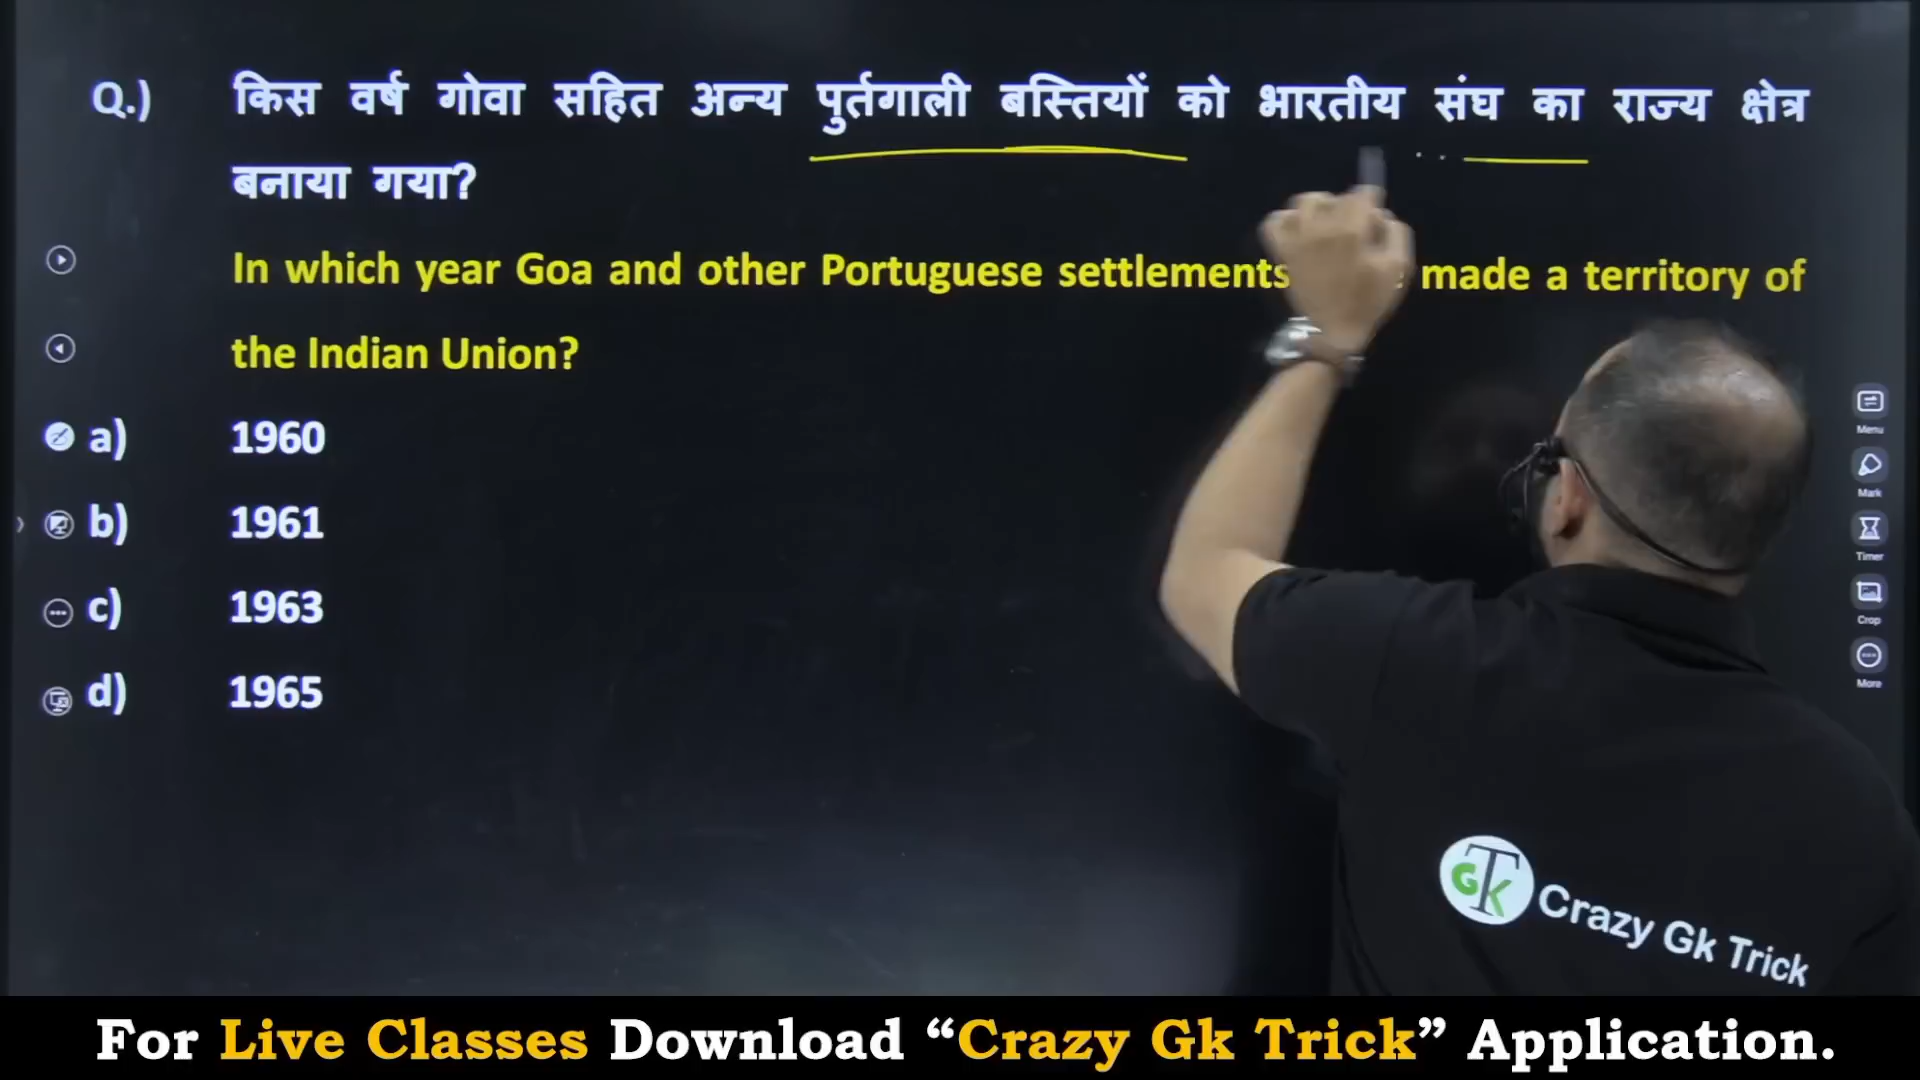 Q.) किस वर्ष गोवा सहित अन्य पुर्तगाली बस्तियों को भारतीय संघ का राज्य क्षेत्र
बनाया गया?
In which year Goa and other Portuguese settlements made a territory of
the Indian Union?
a) 1960
b) 1961
c) 1963
d) 1965
Menu
Mark
Timer
Crop
More
GTK Crazy Gk Trick
For Live Classes Download “Crazy Gk Trick” Application.